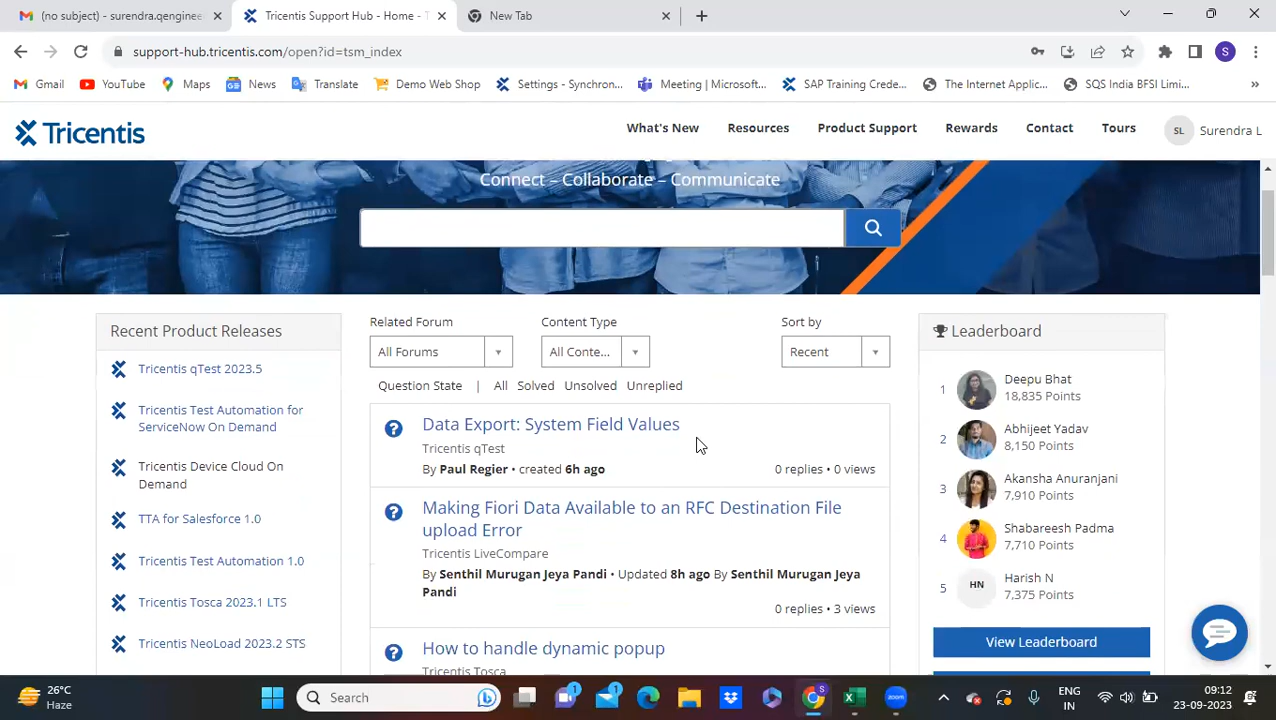 (no subject) - surendra.qenginee
Tricentis Support Hub - Home - T
New Tab
support-hub.tricentis.com/open?id=tsm_index
S
Gmail
YouTube
Maps
News
Translate
Demo Web Shop
Settings - Synchron...
Meeting | Microsoft...
SAP Training Crede...
The Internet Applic...
SQS India BFSI Limi...
Tricentis
What's New
Resources
Product Support
Rewards
Contact
Tours
SL
Surendra L
Connect – Collaborate – Communicate
Recent Product Releases
Tricentis qTest 2023.5
Tricentis Test Automation for
ServiceNow On Demand
Tricentis Device Cloud On
Demand
TTA for Salesforce 1.0
Tricentis Test Automation 1.0
Tricentis Tosca 2023.1 LTS
Tricentis NeoLoad 2023.2 STS
Related Forum
Content Type
Sort by
All Forums
All Conte...
Recent
Question State | All Solved Unsolved Unreplied
Data Export: System Field Values
Tricentis qTest
By Paul Regier • created 6h ago
0 replies • 0 views
Making Fiori Data Available to an RFC Destination File
upload Error
Tricentis LiveCompare
By Senthil Murugan Jeya Pandi • Updated 8h ago By Senthil Murugan Jeya
Pandi
0 replies • 3 views
How to handle dynamic popup
Tricentis Tosca
Leaderboard
1
Deepu Bhat
18,835 Points
2
Abhijeet Yadav
8,150 Points
3
Akansha Anuranjani
7,910 Points
4
Shabareesh Padma
7,710 Points
5
HN
Harish N
7,375 Points
View Leaderboard
26°C
Haze
Search
1
1
S
ENG
IN
09:12
23-09-2023